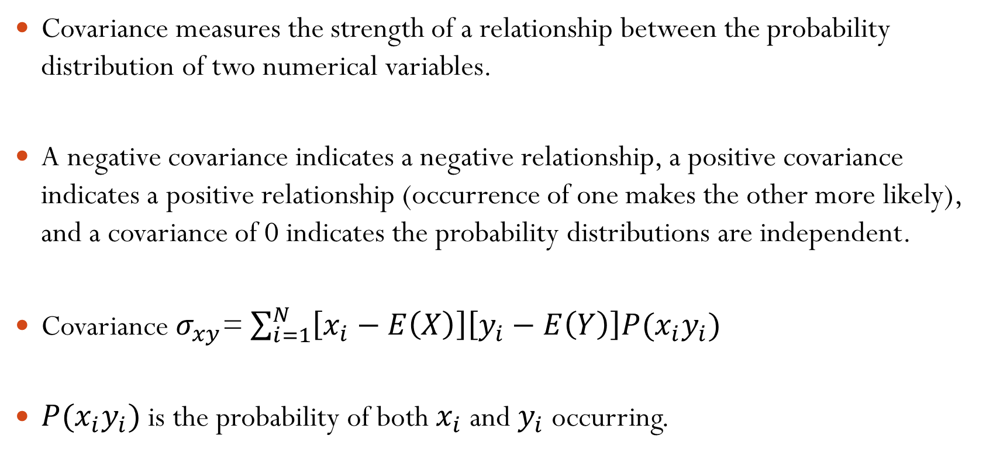 • Covariance measures the strength of a relationship between the probability
distribution of two numerical variables.
• A negative covariance indicates a negative relationship, a positive covariance
indicates a positive relationship (occurrence of one makes the other more likely),
and a covariance of 0 indicates the probability distributions are independent.
• Covariance σ_{xy} = ∑_{i=1}^{N}[x_i − E(X)][y_i − E(Y)]P(x_i y_i)
• P(x_i y_i) is the probability of both x_i and y_i occurring.